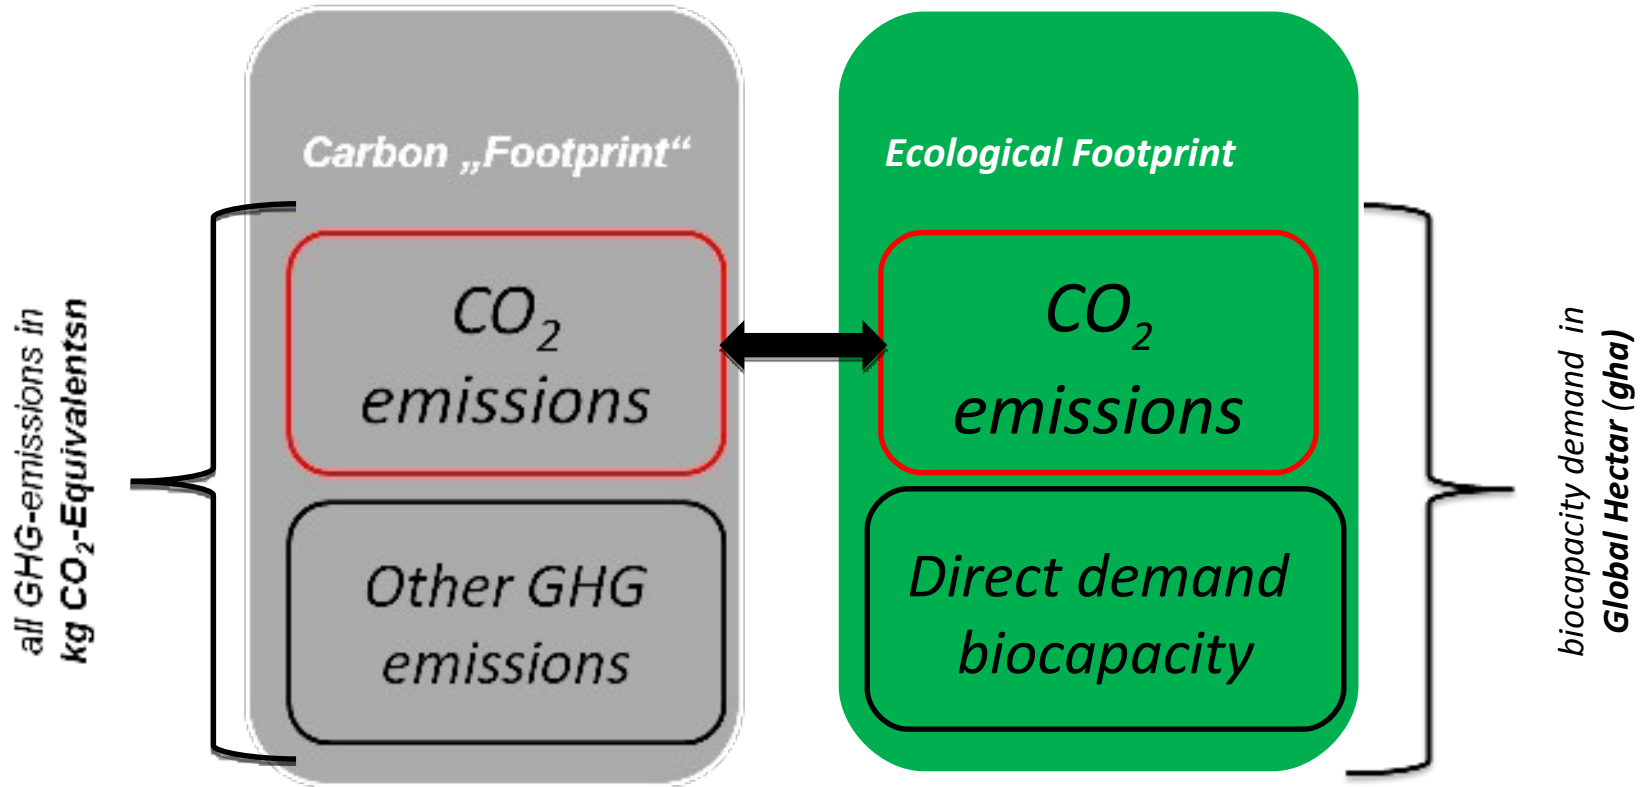 Carbon „Footprint“
CO₂
emissions
Other GHG
emissions
all GHG-emissions in
kg CO₂-Equivalentsn
Ecological Footprint
CO₂
emissions
Direct demand
biocapacity
biocapacity demand in
Global Hectar (gha)